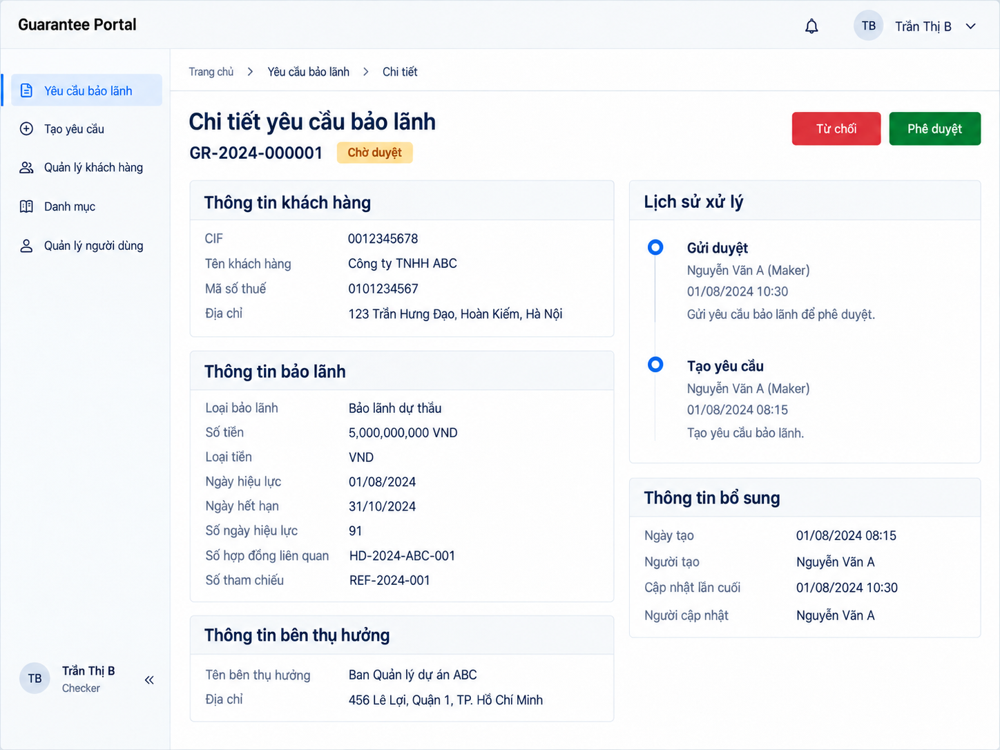 Guarantee Portal
TB
Trần Thị B
Yêu cầu bảo lãnh
Tạo yêu cầu
Quản lý khách hàng
Danh mục
Quản lý người dùng
TB
Trần Thị B
Checker
Trang chủ > Yêu cầu bảo lãnh > Chi tiết
Chi tiết yêu cầu bảo lãnh
GR-2024-000001 Chờ duyệt
Từ chối Phê duyệt
Thông tin khách hàng
CIF 0012345678
Tên khách hàng Công ty TNHH ABC
Mã số thuế 0101234567
Địa chỉ 123 Trần Hưng Đạo, Hoàn Kiếm, Hà Nội
Thông tin bảo lãnh
Loại bảo lãnh Bảo lãnh dự thầu
Số tiền 5,000,000,000 VND
Loại tiền VND
Ngày hiệu lực 01/08/2024
Ngày hết hạn 31/10/2024
Số ngày hiệu lực 91
Số hợp đồng liên quan HD-2024-ABC-001
Số tham chiếu REF-2024-001
Thông tin bên thụ hưởng
Tên bên thụ hưởng Ban Quản lý dự án ABC
Địa chỉ 456 Lê Lợi, Quận 1, TP. Hồ Chí Minh
Lịch sử xử lý
Gửi duyệt
Nguyễn Văn A (Maker)
01/08/2024 10:30
Gửi yêu cầu bảo lãnh để phê duyệt.
Tạo yêu cầu
Nguyễn Văn A (Maker)
01/08/2024 08:15
Tạo yêu cầu bảo lãnh.
Thông tin bổ sung
Ngày tạo 01/08/2024 08:15
Người tạo Nguyễn Văn A
Cập nhật lần cuối 01/08/2024 10:30
Người cập nhật Nguyễn Văn A